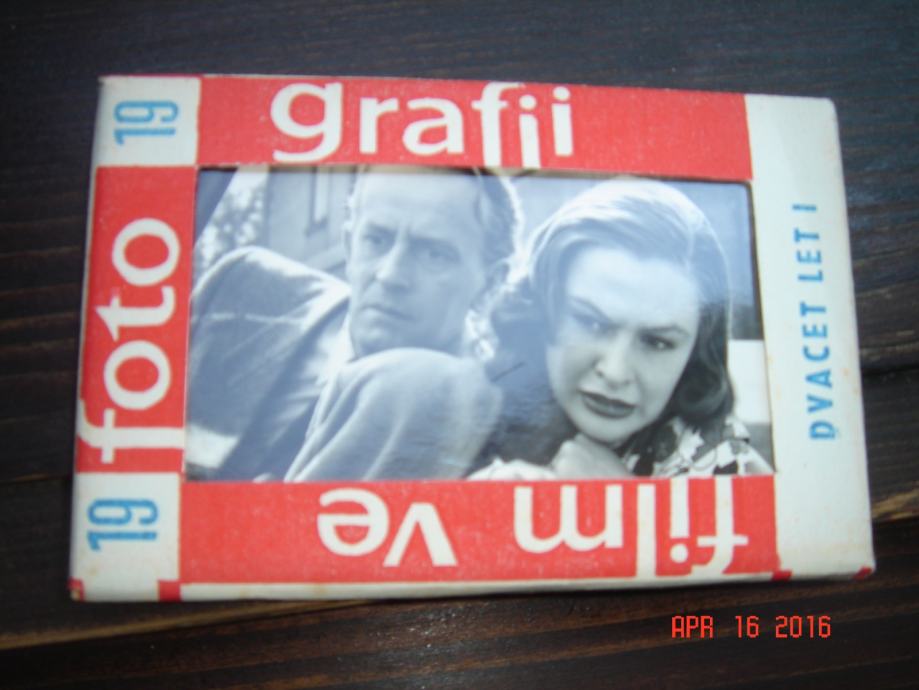 19
grafii
foto
19
film ve
DVACET LET !
APR 16 2016